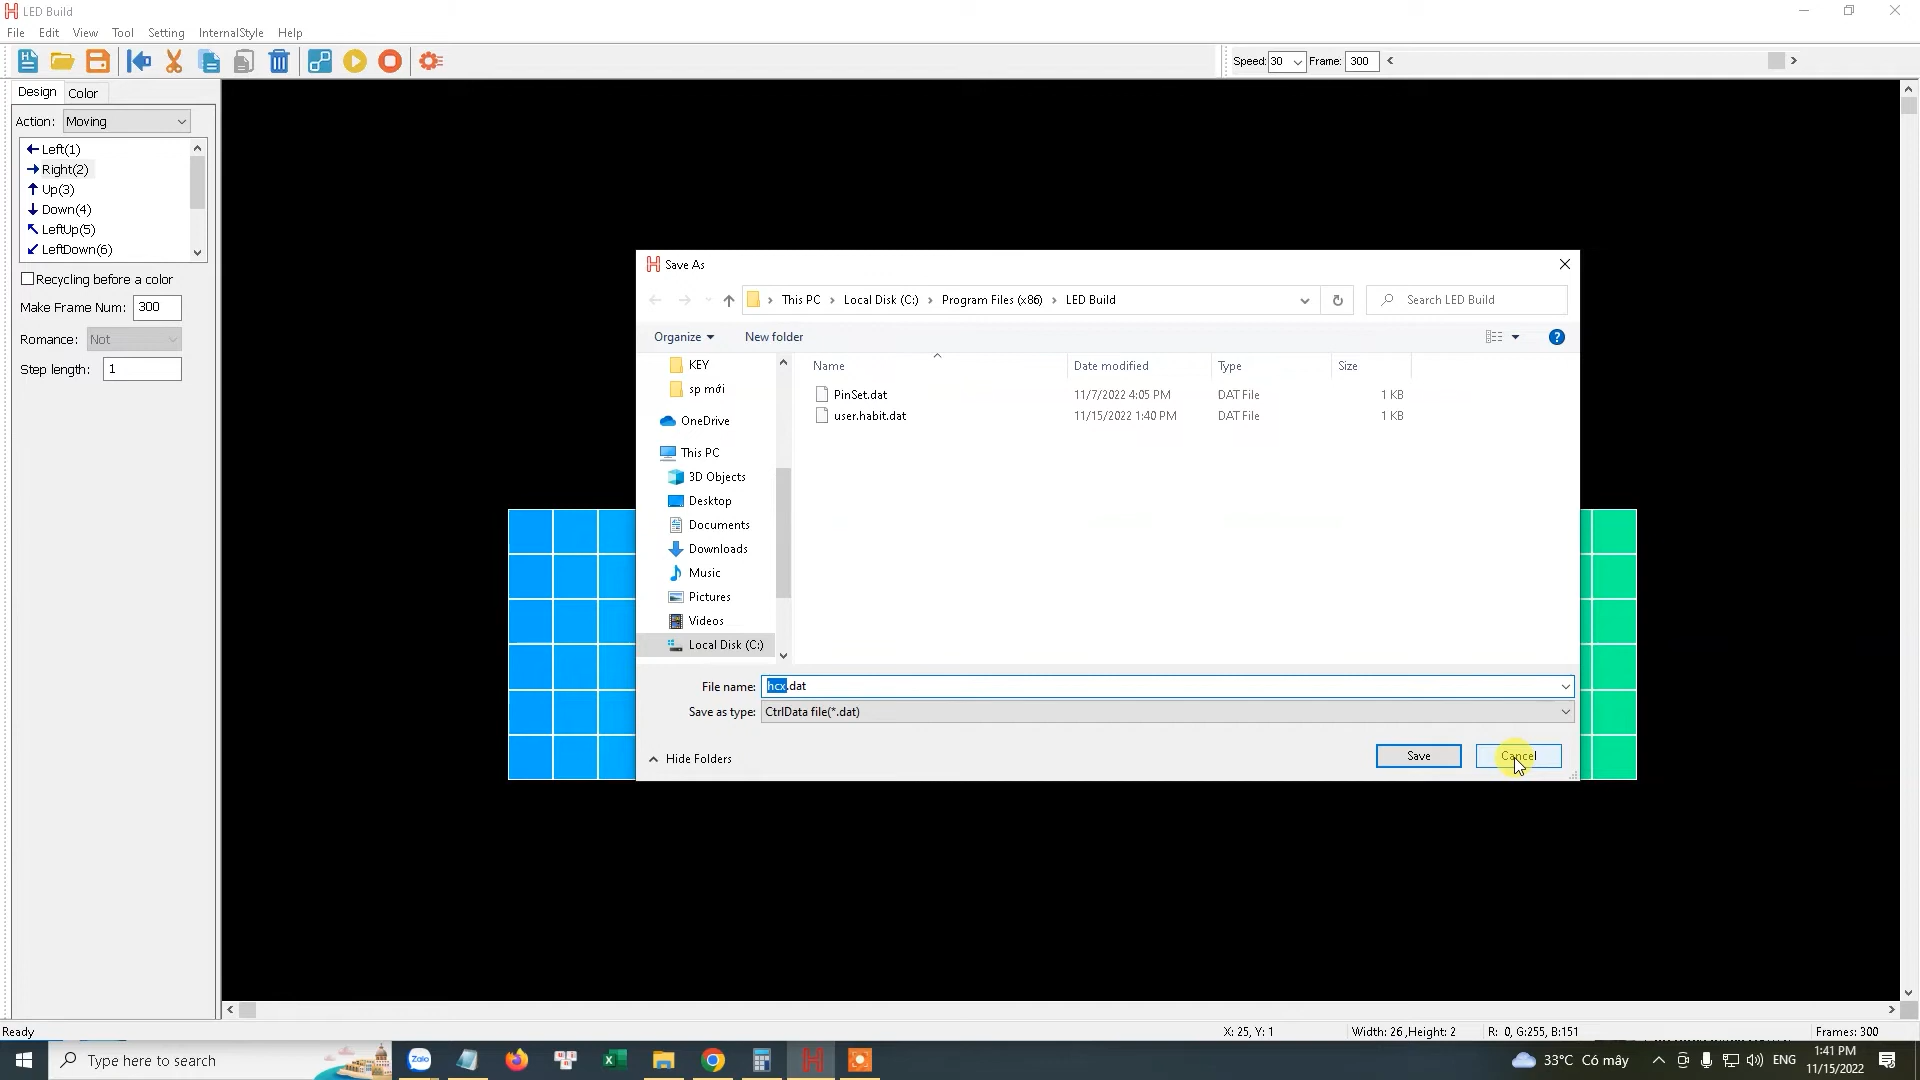 LED Build
File Edit View Tool Setting InternalStyle Help
Speed: 30 Frame: 300
Design Color
Action: Moving
Left(1)
Right(2)
Up(3)
Down(4)
LeftUp(5)
LeftDown(6)
Recycling before a color
Make Frame Num: 300
Romance: Not
Step length: 1
Save As
This PC Local Disk (C:) Program Files (x86) LED Build
Search LED Build
Organize New folder
KEY
sp mới
OneDrive
This PC
3D Objects
Desktop
Documents
Downloads
Music
Pictures
Videos
Local Disk (C:)
Name Date modified Type Size
PinSet.dat 11/7/2022 4:05 PM DAT File 1 KB
user.habit.dat 11/15/2022 1:40 PM DAT File 1 KB
File name: hcx.dat
Save as type: CtrlData file(*.dat)
Hide Folders Save Cancel
Ready X: 25, Y: 1 Width: 26 ,Height: 2 R: 0, G:255, B:151 Frames: 300
Type here to search
Zalo
33°C Có mây
ENG
1:41 PM
11/15/2022